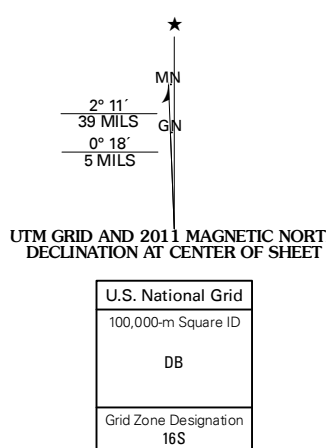 ★
MN
2° 11´
39 MILS
GN
0° 18´
5 MILS
UTM GRID AND 2011 MAGNETIC NORT
DECLINATION AT CENTER OF SHEET
U.S. National Grid
100,000-m Square ID
DB
Grid Zone Designation
16S